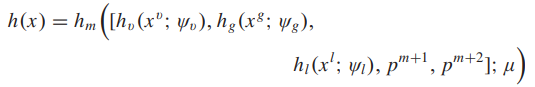 h(x) = h_m([h_v(x^v; ψ_v), h_g(x^g; ψ_g),
h_l(x^l; ψ_l), p^{m+1}, p^{m+2}]; μ)